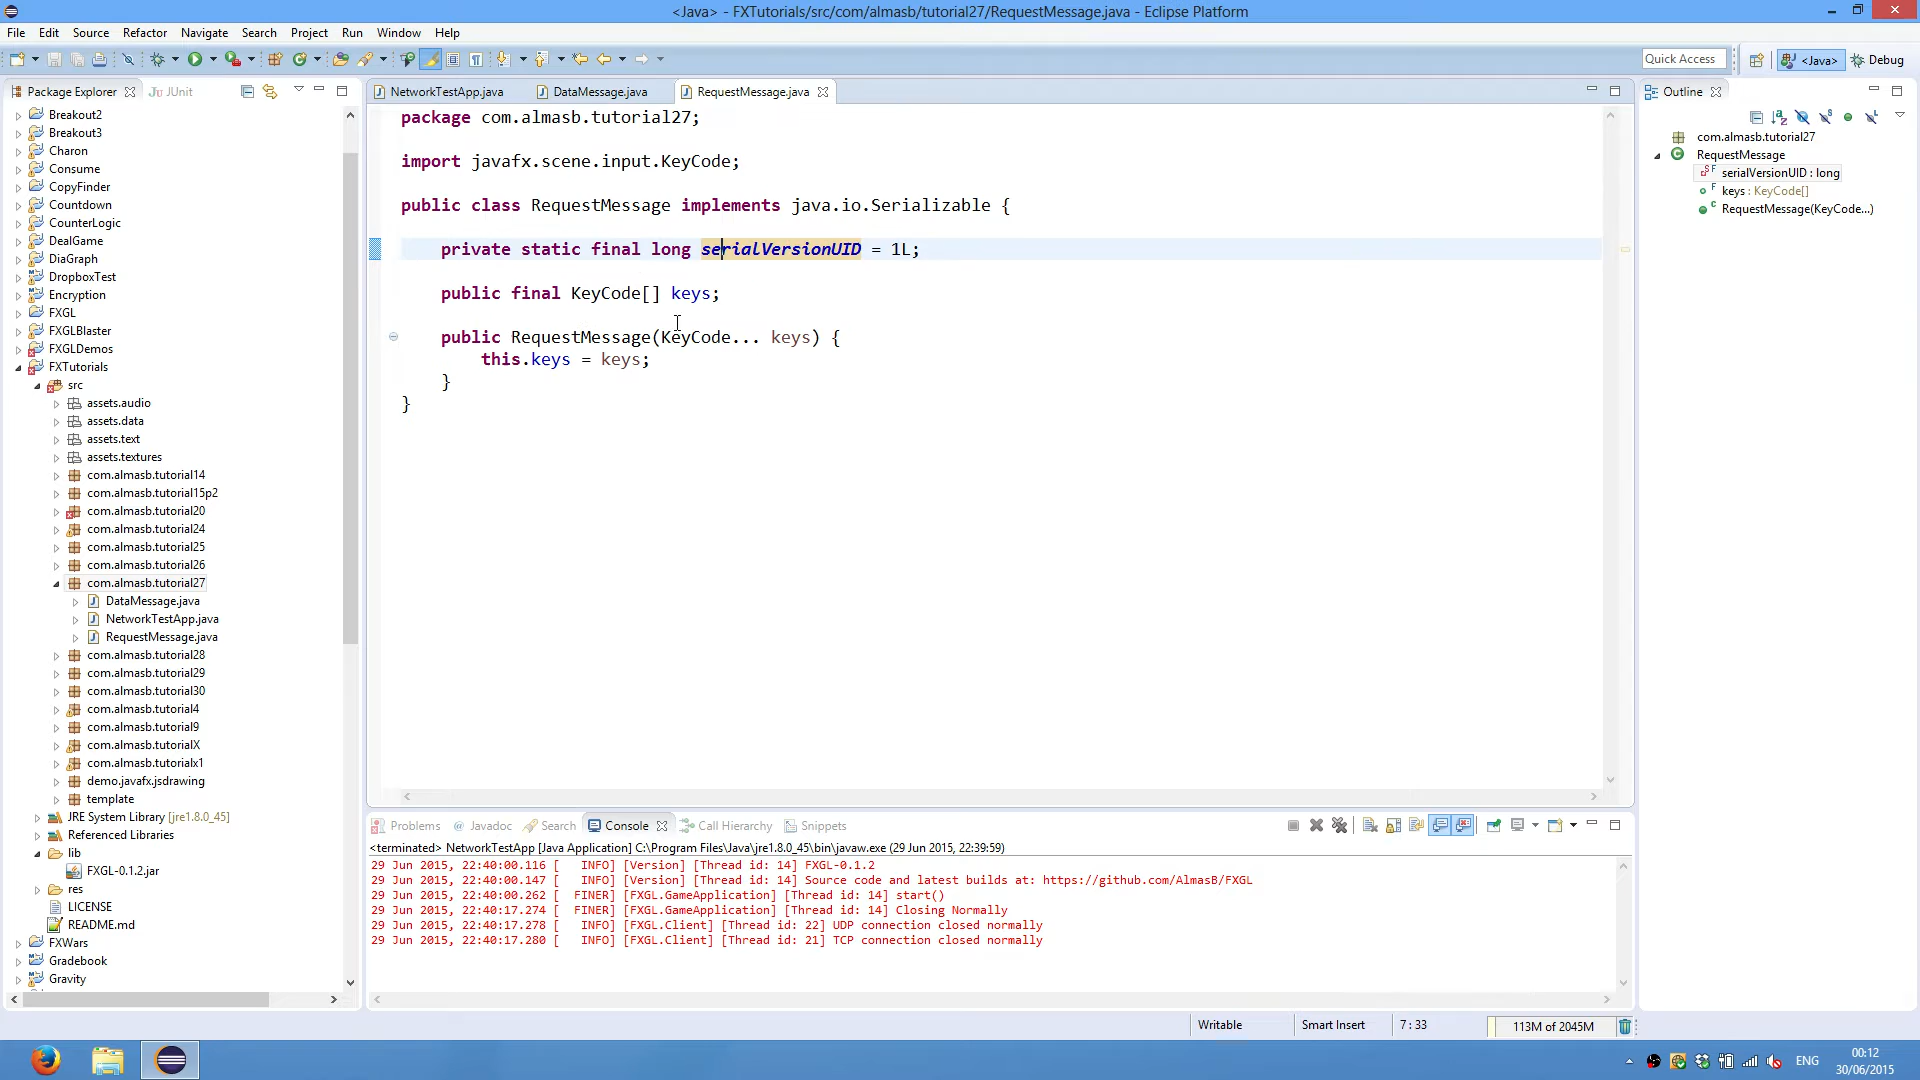 <Java> - FXTutorials/src/com/almasb/tutorial27/RequestMessage.java - Eclipse Platform
File Edit Source Refactor Navigate Search Project Run Window Help
Quick Access <Java> Debug
Package Explorer JUnit
Breakout2
Breakout3
Charon
Consume
CopyFinder
Countdown
CounterLogic
DealGame
DiaGraph
DropboxTest
Encryption
FXGL
FXGLBlaster
FXGLDemos
FXTutorials
src
assets.audio
assets.data
assets.text
assets.textures
com.almasb.tutorial14
com.almasb.tutorial15p2
com.almasb.tutorial20
com.almasb.tutorial24
com.almasb.tutorial25
com.almasb.tutorial26
com.almasb.tutorial27
DataMessage.java
NetworkTestApp.java
RequestMessage.java
com.almasb.tutorial28
com.almasb.tutorial29
com.almasb.tutorial30
com.almasb.tutorial4
com.almasb.tutorial9
com.almasb.tutorialX
com.almasb.tutorialx1
demo.javafx.jsdrawing
template
JRE System Library [jre1.8.0_45]
Referenced Libraries
lib
FXGL-0.1.2.jar
res
LICENSE
README.md
FXWars
Gradebook
Gravity
NetworkTestApp.java DataMessage.java RequestMessage.java
package com.almasb.tutorial27;
import javafx.scene.input.KeyCode;
public class RequestMessage implements java.io.Serializable {
private static final long serialVersionUID = 1L;
public final KeyCode[] keys;
public RequestMessage(KeyCode... keys) {
this.keys = keys;
}
}
Outline
com.almasb.tutorial27
RequestMessage
serialVersionUID : long
keys : KeyCode[]
RequestMessage(KeyCode...)
Problems Javadoc Search Console Call Hierarchy Snippets
<terminated> NetworkTestApp [Java Application] C:\Program Files\Java\jre1.8.0_45\bin\javaw.exe (29 Jun 2015, 22:39:59)
29 Jun 2015, 22:40:00.116 [ INFO] [Version] [Thread id: 14] FXGL-0.1.2
29 Jun 2015, 22:40:00.147 [ INFO] [Version] [Thread id: 14] Source code and latest builds at: https://github.com/AlmasB/FXGL
29 Jun 2015, 22:40:00.262 [ FINER] [FXGL.GameApplication] [Thread id: 14] start()
29 Jun 2015, 22:40:17.274 [ FINER] [FXGL.GameApplication] [Thread id: 14] Closing Normally
29 Jun 2015, 22:40:17.278 [ INFO] [FXGL.Client] [Thread id: 22] UDP connection closed normally
29 Jun 2015, 22:40:17.280 [ INFO] [FXGL.Client] [Thread id: 21] TCP connection closed normally
Writable Smart Insert 7 : 33 113M of 2045M
ENG
00:12
30/06/2015